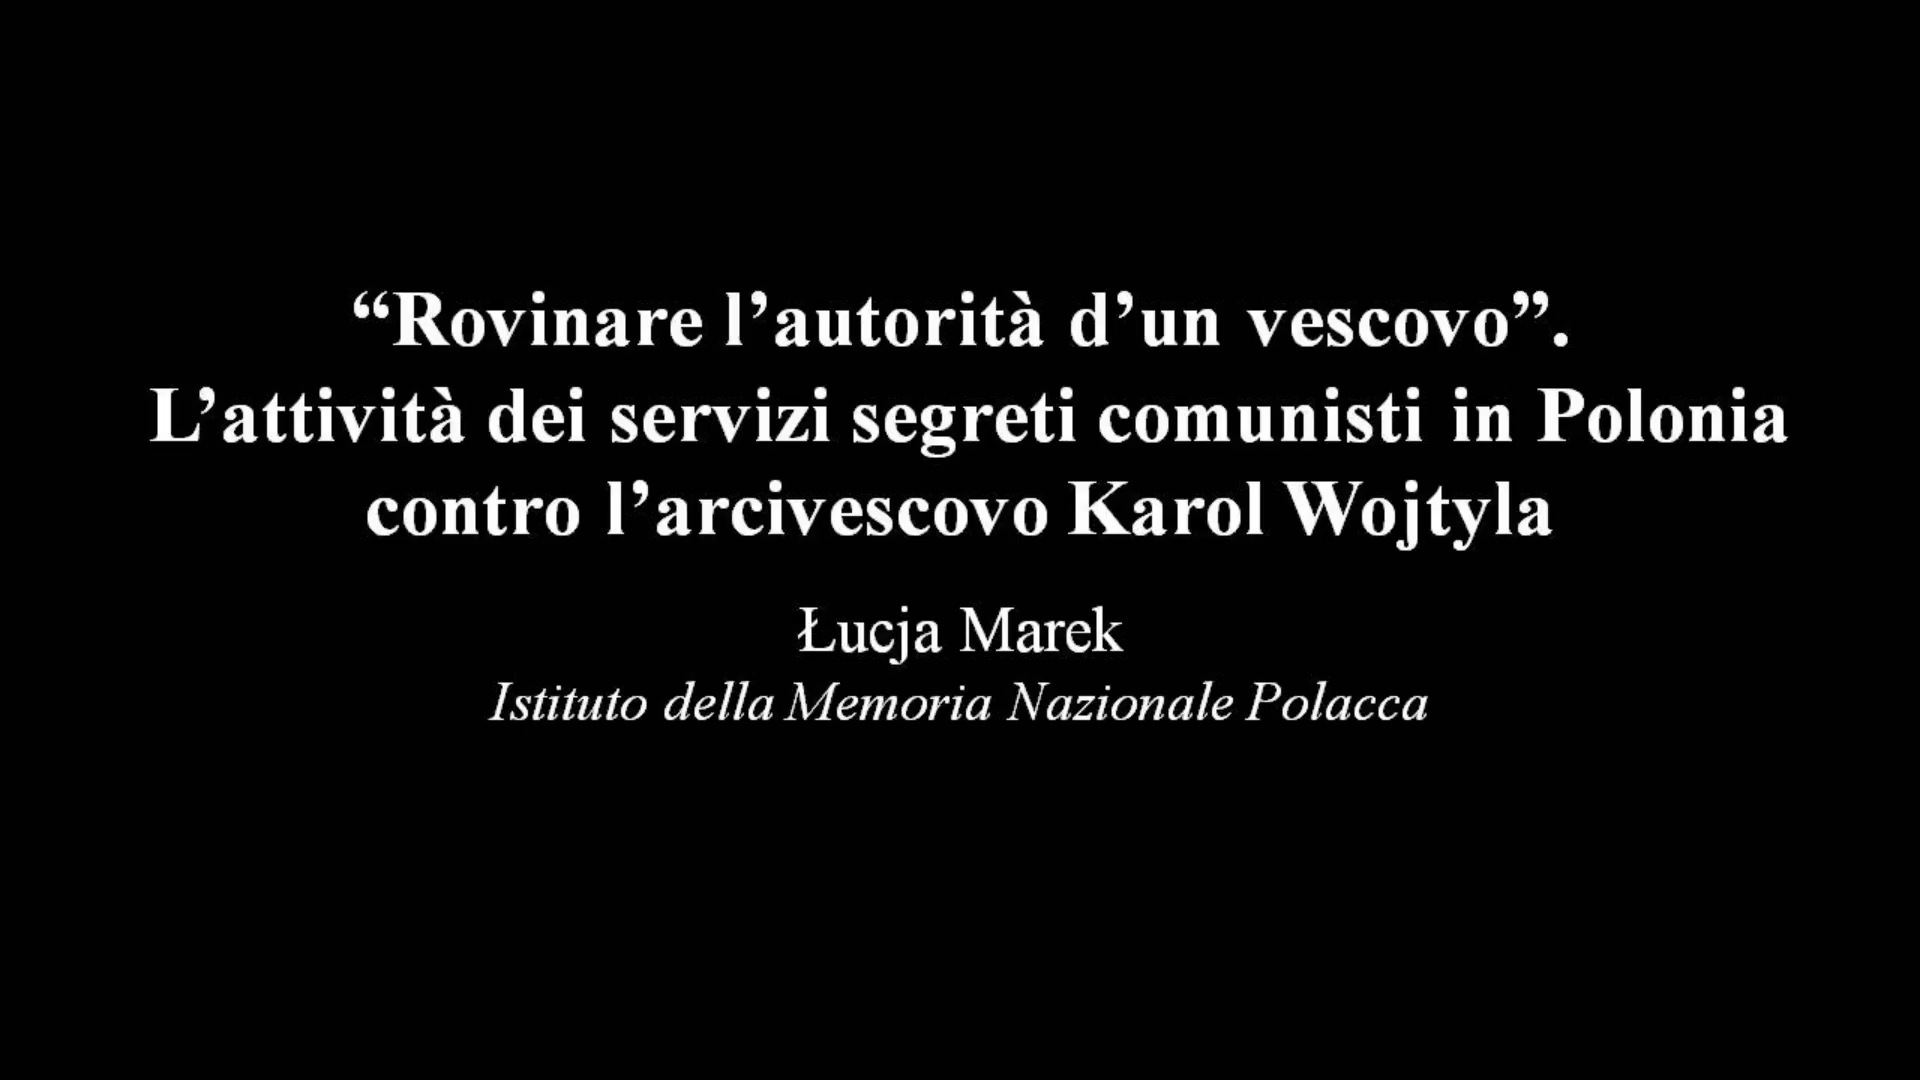 “Rovinare l’autorità d’un vescovo”.
L’attività dei servizi segreti comunisti in Polonia
contro l’arcivescovo Karol Wojtyla
Łucja Marek
Istituto della Memoria Nazionale Polacca